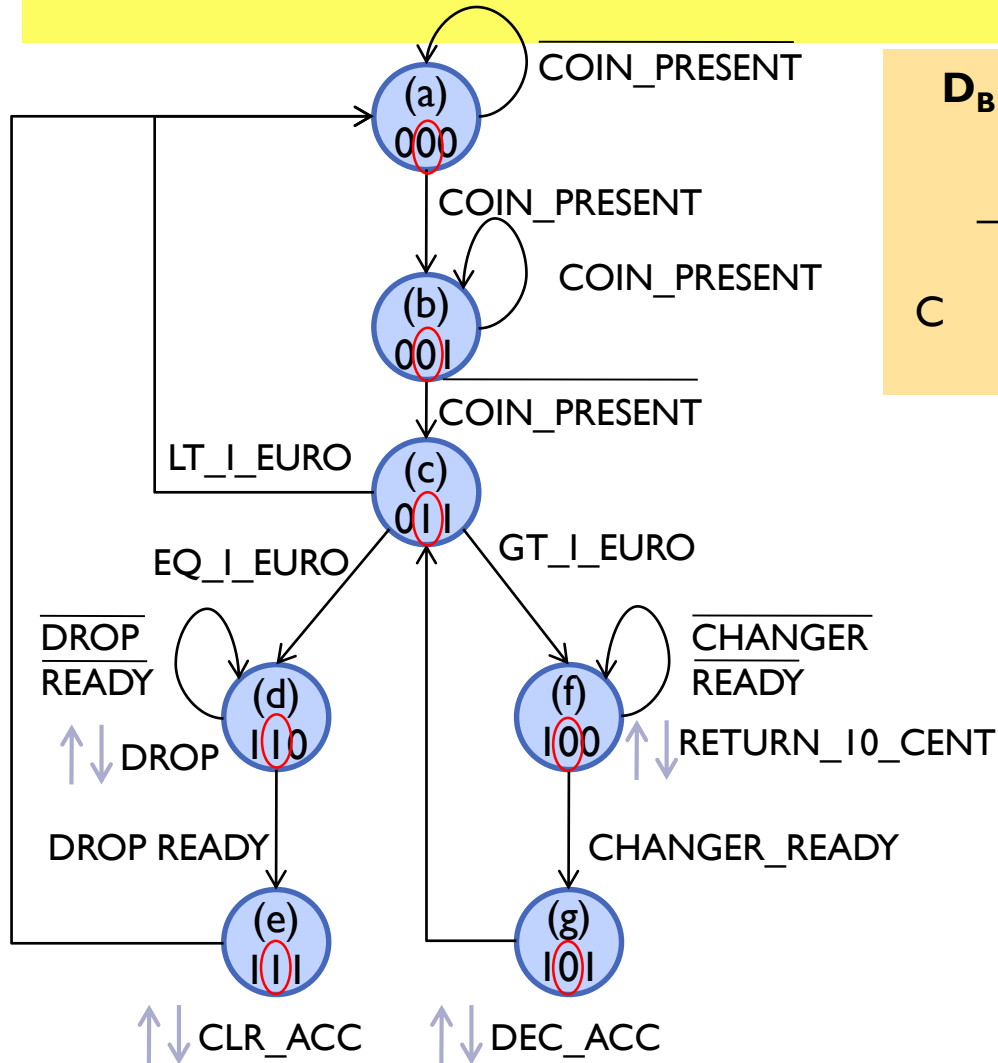 COIN_PRESENT
D_B
(a)
000
COIN_PRESENT
COIN_PRESENT
(b)
001
C
COIN_PRESENT
LT_1_EURO
(c)
011
EQ_1_EURO
GT_1_EURO
DROP
READY
CHANGER
READY
(d)
110
(f)
100
DROP
RETURN_10_CENT
DROP READY
CHANGER_READY
(e)
111
(g)
101
CLR_ACC
DEC_ACC